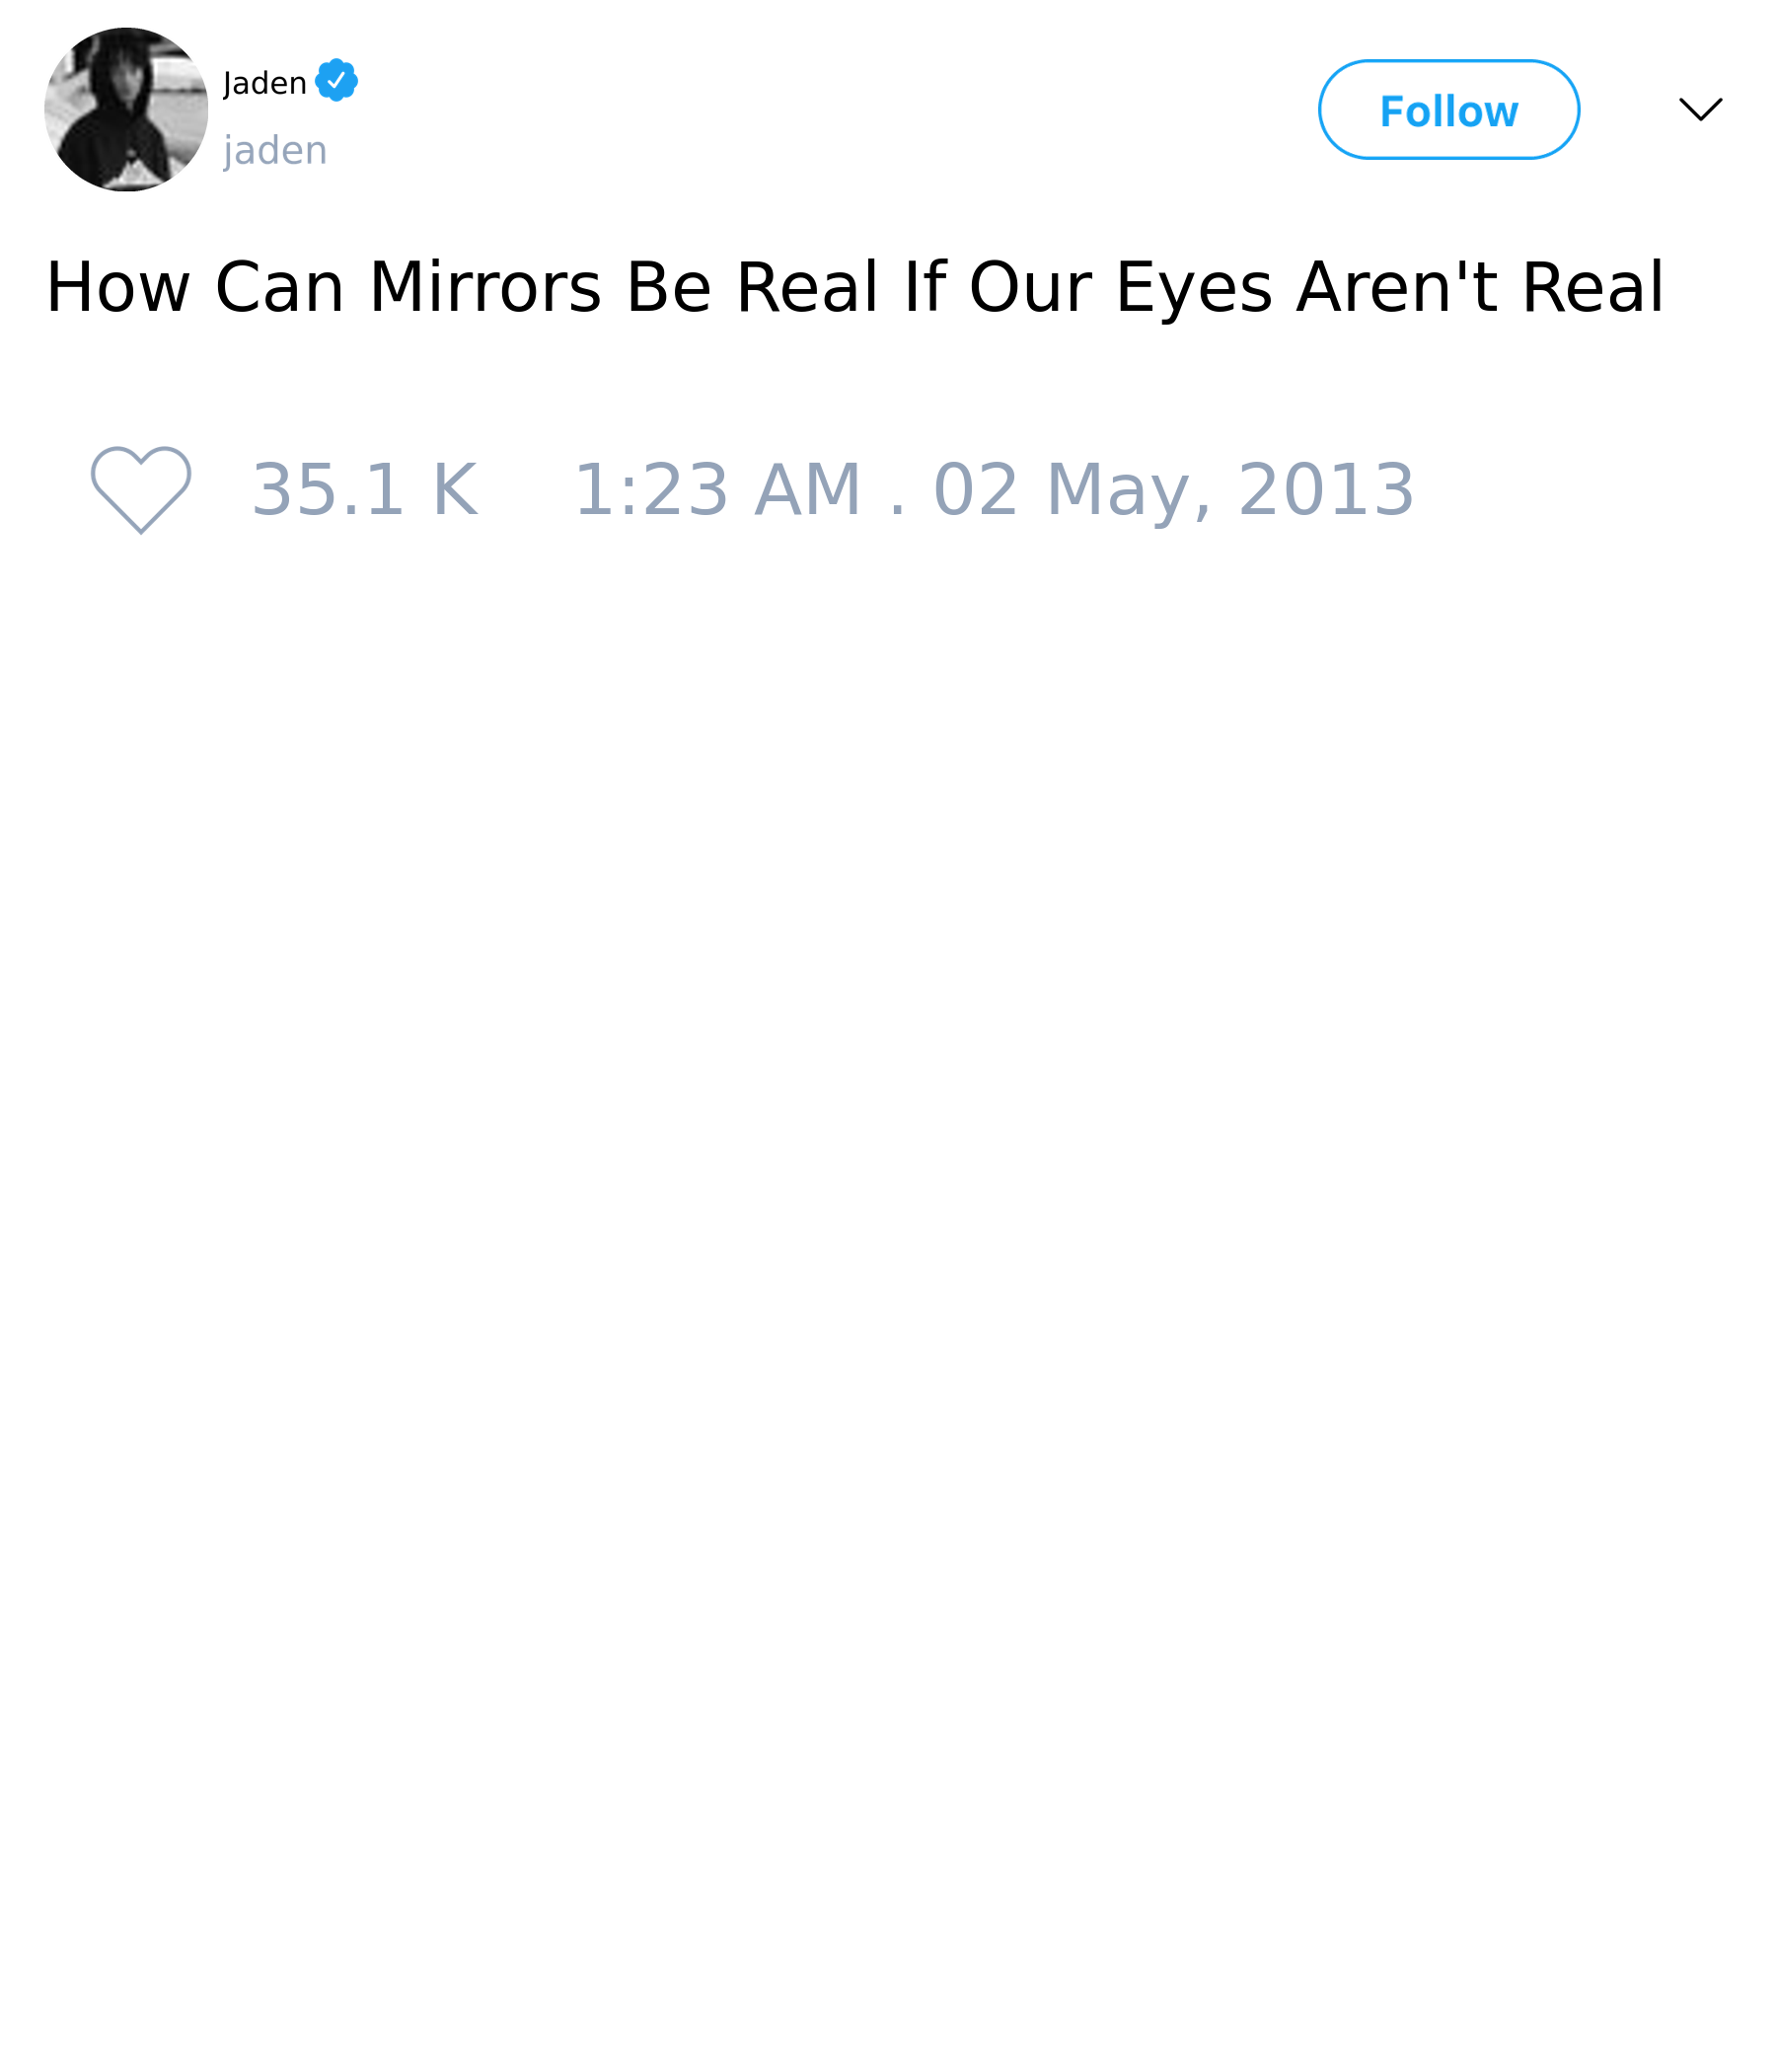 Jaden
jaden
Follow
How Can Mirrors Be Real If Our Eyes Aren't Real
35.1 K 1:23 AM . 02 May, 2013